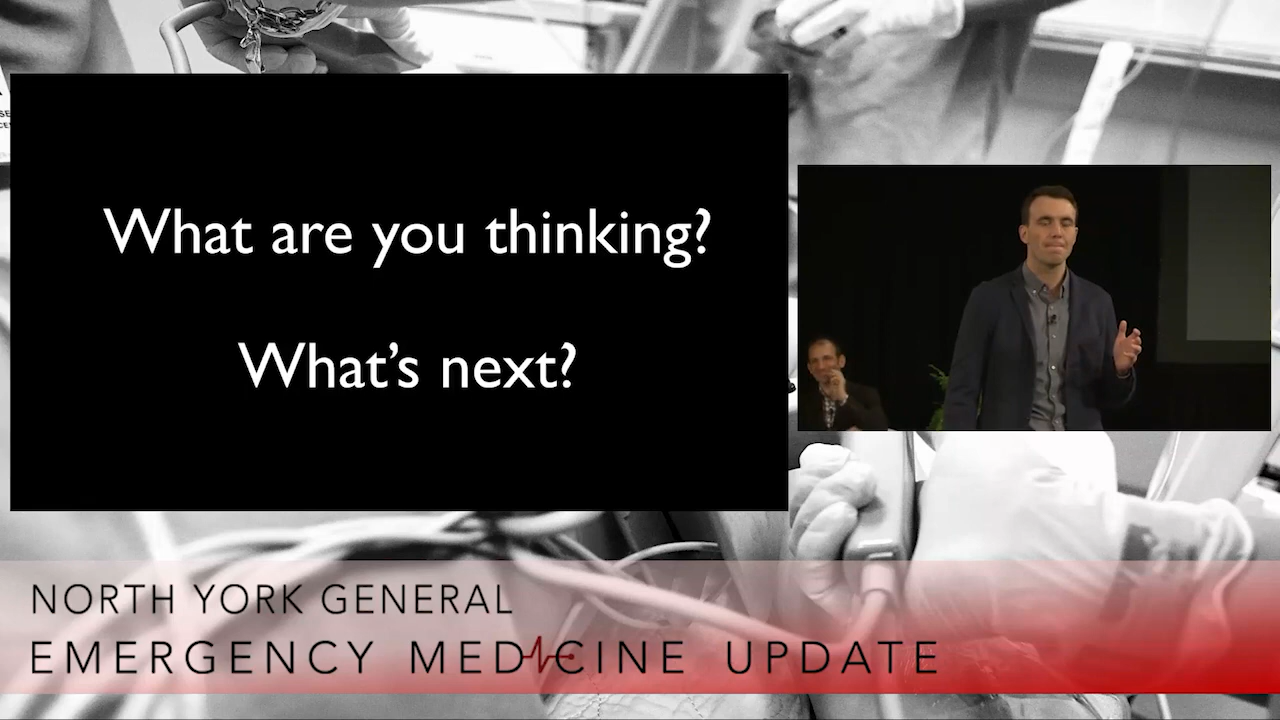 What are you thinking?
What's next?
NORTH YORK GENERAL
EMERGENCY MEDICINE UPDATE